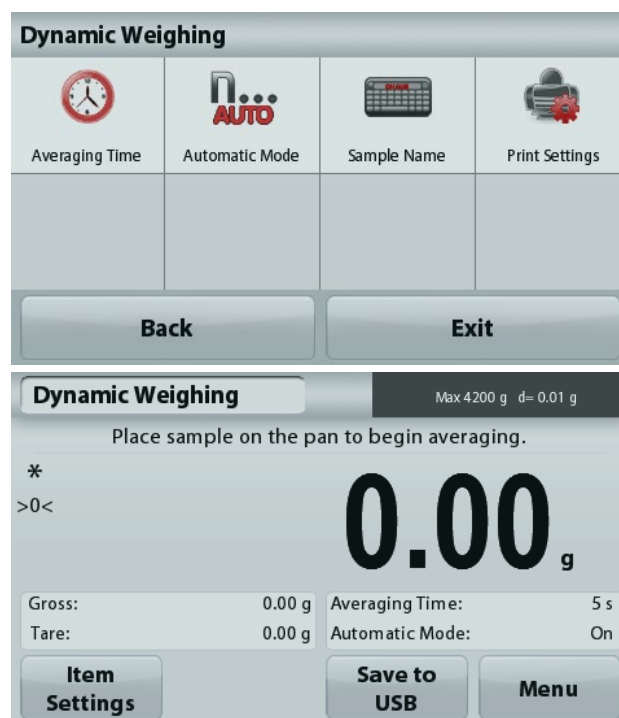 Dynamic Weighing
n...
AUTO
Averaging Time
Automatic Mode
Sample Name
Print Settings
Back
Exit
Dynamic Weighing
Max 4200 g d= 0.01 g
Place sample on the pan to begin averaging.
*
>0<
0.00 g
Gross: 0.00 g
Tare: 0.00 g
Averaging Time: 5 s
Automatic Mode: On
Item
Settings
Save to
USB
Menu